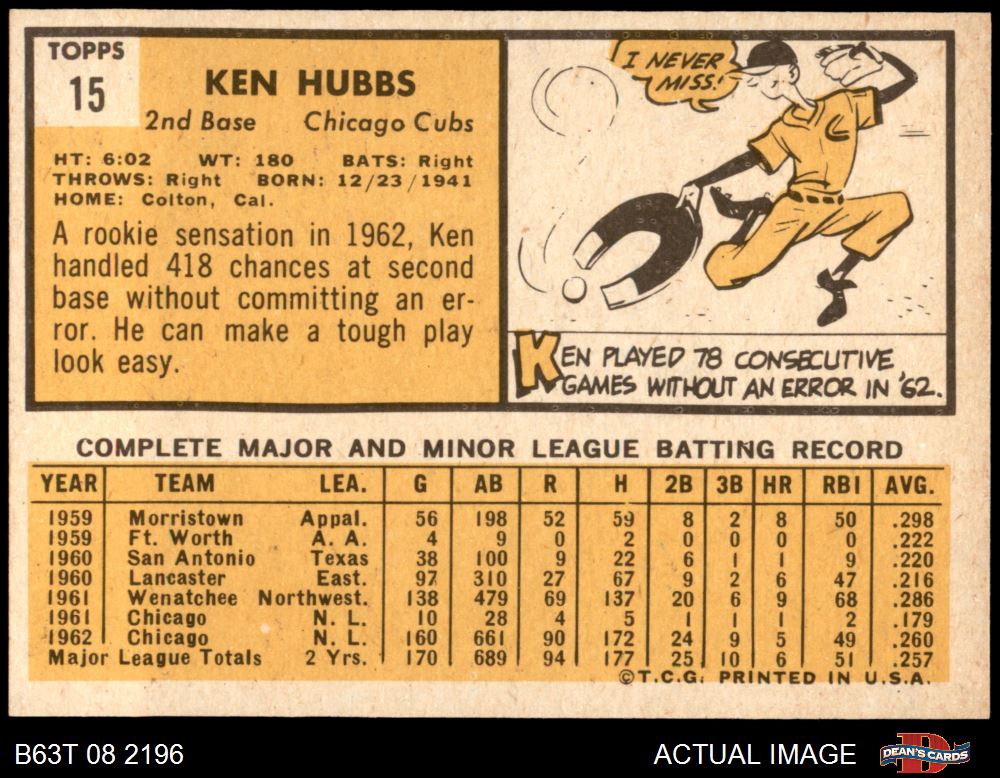 TOPPS
15
KEN HUBBS
2nd Base Chicago Cubs
HT: 6:02 WT: 180 BATS: Right
THROWS: Right BORN: 12/23/1941
HOME: Colton, Cal.
A rookie sensation in 1962, Ken
handled 418 chances at second
base without committing an er-
ror. He can make a tough play
look easy.
I NEVER
MISS!
C
KEN PLAYED 78 CONSECUTIVE
GAMES WITHOUT AN ERROR IN '62.
COMPLETE MAJOR AND MINOR LEAGUE BATTING RECORD
YEAR TEAM LEA. G AB R H 2B 3B HR RBI AVG.
1959 Morristown Appal. 56 198 52 59 8 2 8 50 .298
1959 Ft. Worth A. A. 4 9 0 2 0 0 0 0 .222
1960 San Antonio Texas 38 100 9 22 6 1 1 9 .220
1960 Lancaster East. 97 310 27 67 9 2 6 47 .216
1961 Wenatchee Northwest. 138 479 69 137 20 6 9 68 .286
1961 Chicago N. L. 10 28 4 5 1 1 1 2 .179
1962 Chicago N. L. 160 661 90 172 24 9 5 49 .260
Major League Totals 2 Yrs. 170 689 94 177 25 10 6 51 .257
©T.C.G. PRINTED IN U.S.A.
B63T 08 2196 ACTUAL IMAGE DEAN'S CARDS